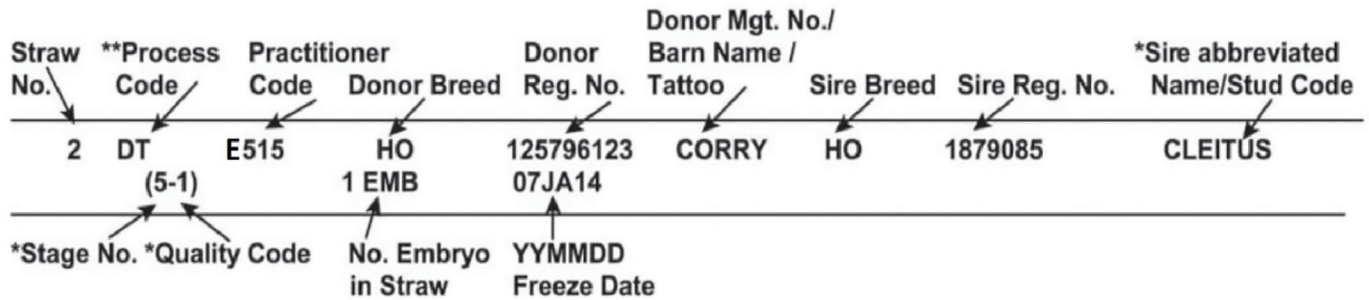 Donor Mgt. No./
Straw **Process Practitioner Donor Barn Name / *Sire abbreviated
No. Code Code Donor Breed Reg. No. Tattoo Sire Breed Sire Reg. No. Name/Stud Code
2 DT E515 HO 125796123 CORRY HO 1879085 CLEITUS
(5-1) 1 EMB 07JA14
*Stage No. *Quality Code No. Embryo YYMMDD
in Straw Freeze Date